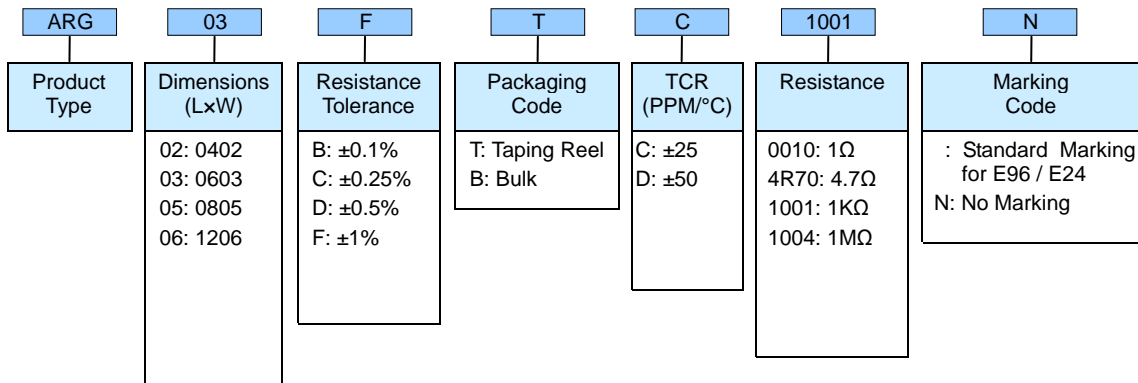 ARG 03 F T C 1001 N
Product
Type
Dimensions
(L×W)
02: 0402
03: 0603
05: 0805
06: 1206
Resistance
Tolerance
B: ±0.1%
C: ±0.25%
D: ±0.5%
F: ±1%
Packaging
Code
T: Taping Reel
B: Bulk
TCR
(PPM/°C)
C: ±25
D: ±50
Resistance
0010: 1Ω
4R70: 4.7Ω
1001: 1KΩ
1004: 1MΩ
Marking
Code
: Standard Marking
for E96 / E24
N: No Marking